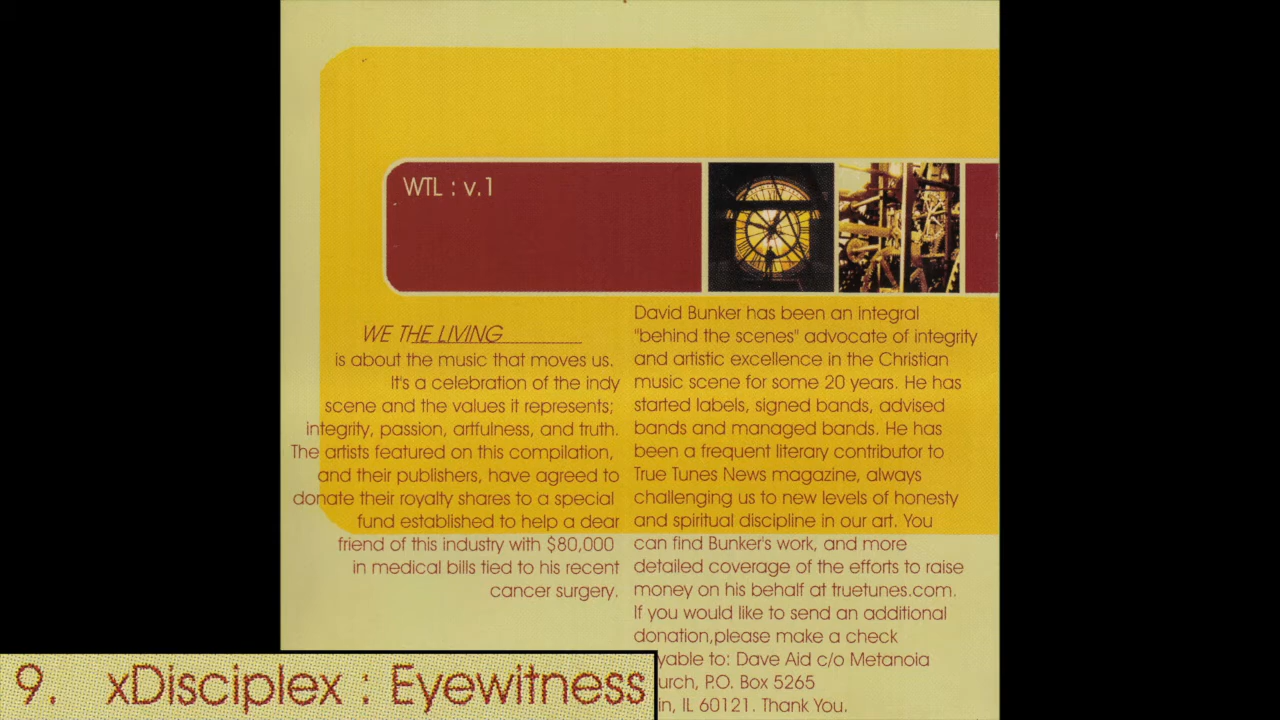 WTL : v.1
WE THE LIVING
is about the music that moves us.
It's a celebration of the indy
scene and the values it represents;
integrity, passion, artfulness, and truth.
The artists featured on this compilation,
and their publishers, have agreed to
donate their royalty shares to a special
fund established to help a dear
friend of this industry with $80,000
in medical bills tied to his recent
cancer surgery.
David Bunker has been an integral
"behind the scenes" advocate of integrity
and artistic excellence in the Christian
music scene for some 20 years. He has
started labels, signed bands, advised
bands and managed bands. He has
been a frequent literary contributor to
True Tunes News magazine, always
challenging us to new levels of honesty
and spiritual discipline in our art. You
can find Bunker's work, and more
detailed coverage of the efforts to raise
money on his behalf at truetunes.com.
If you would like to send an additional
donation,please make a check
yable to: Dave Aid c/o Metanoia
urch, P.O. Box 5265
in, IL 60121. Thank You.
9. xDisciplex : Eyewitness